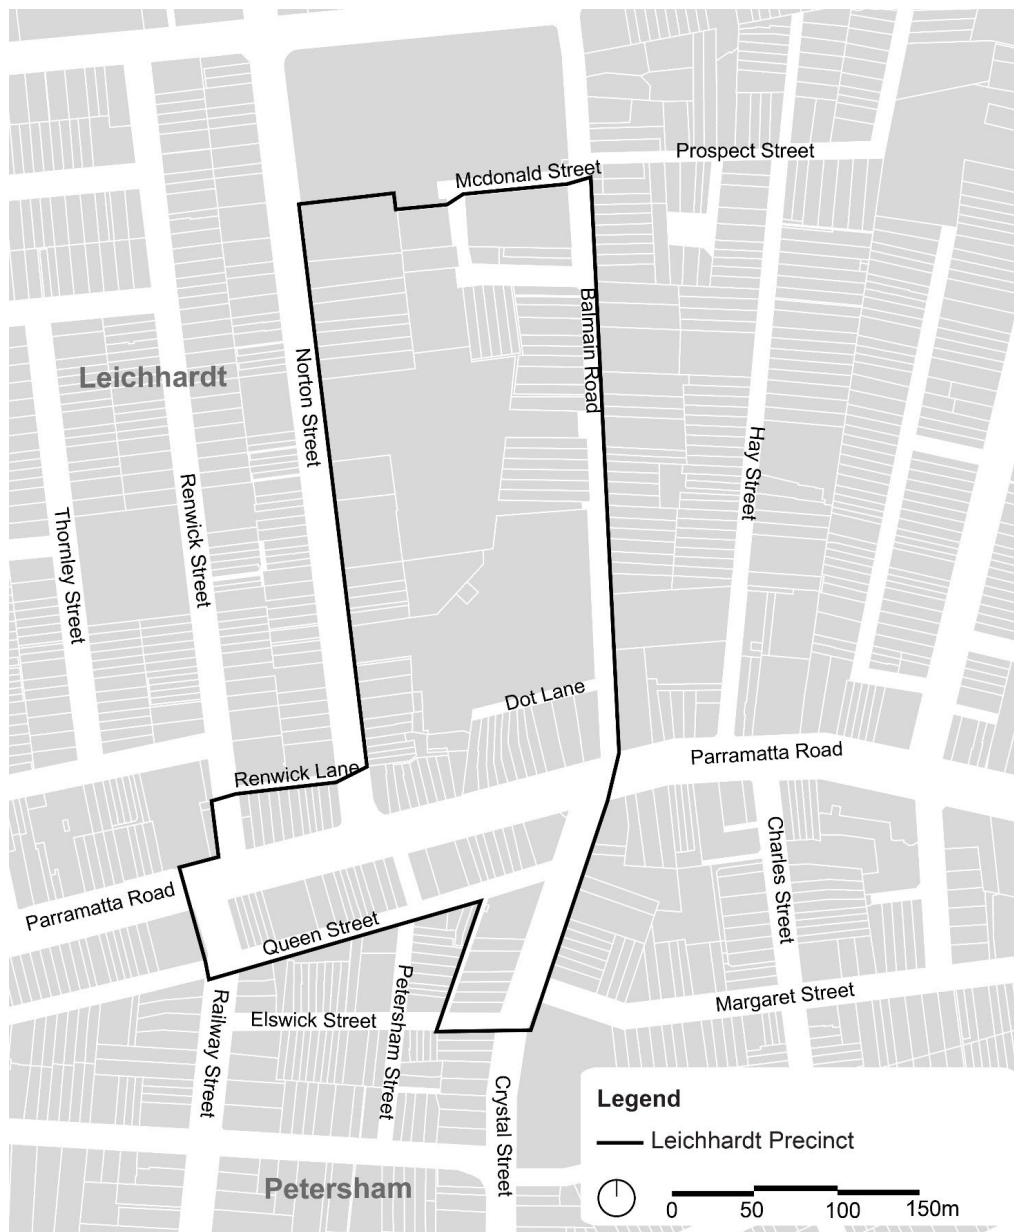 Prospect Street
Mcdonald Street
Balmain Road
Leichhardt
Norton Street
Hay Street
Renwick Street
Thornley Street
Dot Lane
Parramatta Road
Renwick Lane
Charles Street
Parramatta Road
Queen Street
Petersham Street
Margaret Street
Railway Street
Elswick Street
Crystal Street
Petersham
Legend
Leichhardt Precinct
0 50 100 150m